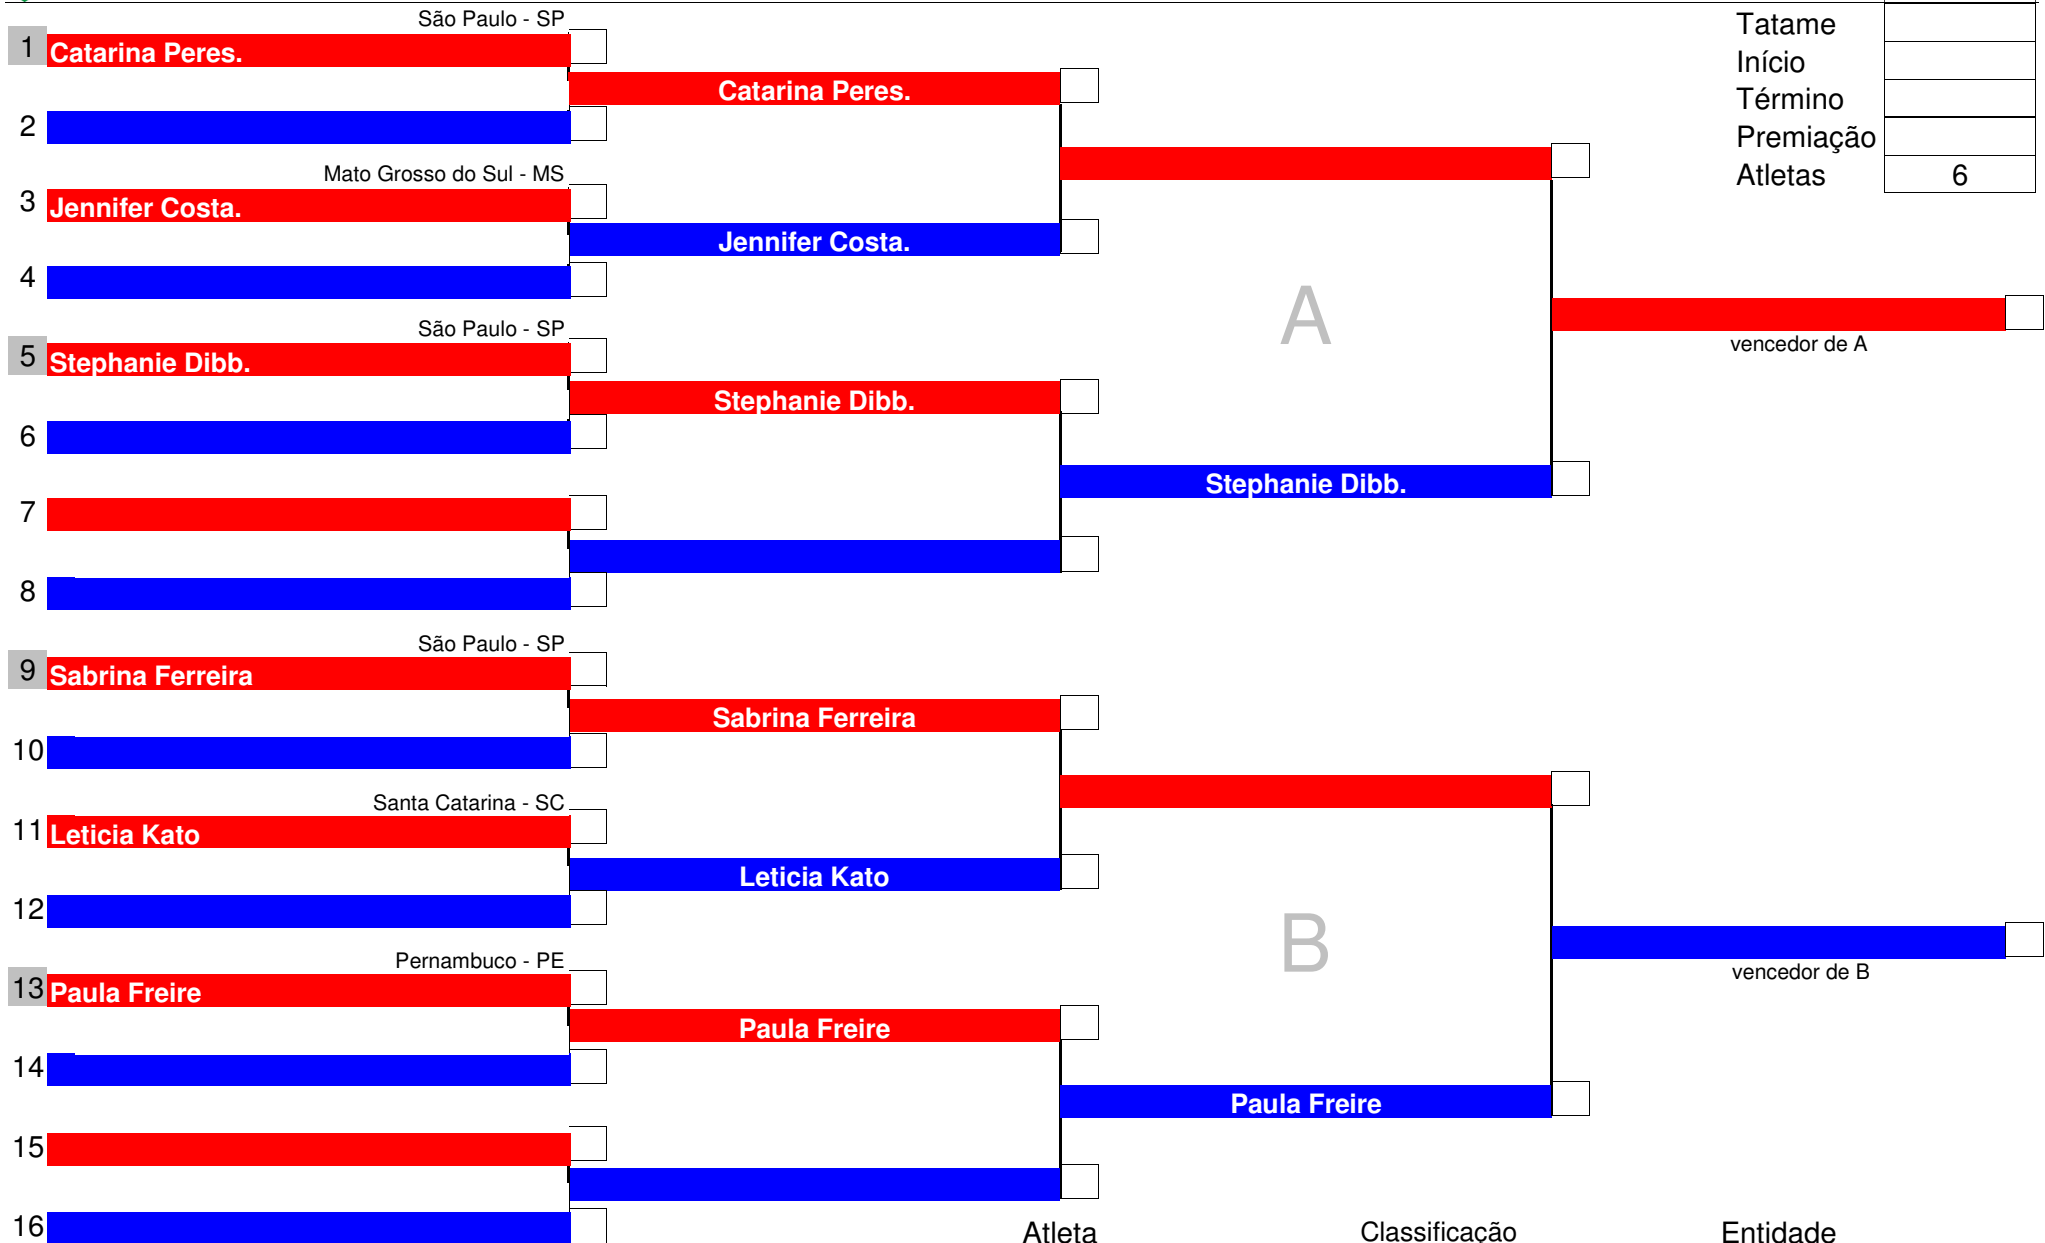 São Paulo - SP
Tatame
1 Catarina Peres.
Início
Catarina Peres.
Término
2
Premiação
Mato Grosso do Sul - MS
Atletas 6
3 Jennifer Costa.
Jennifer Costa.
4
A
São Paulo - SP
vencedor de A
5 Stephanie Dibb.
Stephanie Dibb.
6
Stephanie Dibb.
7
8
São Paulo - SP
9 Sabrina Ferreira
Sabrina Ferreira
10
Santa Catarina - SC
11 Leticia Kato
Leticia Kato
12
B
Pernambuco - PE
vencedor de B
13 Paula Freire
Paula Freire
14
Paula Freire
15
16
Atleta Classificação Entidade